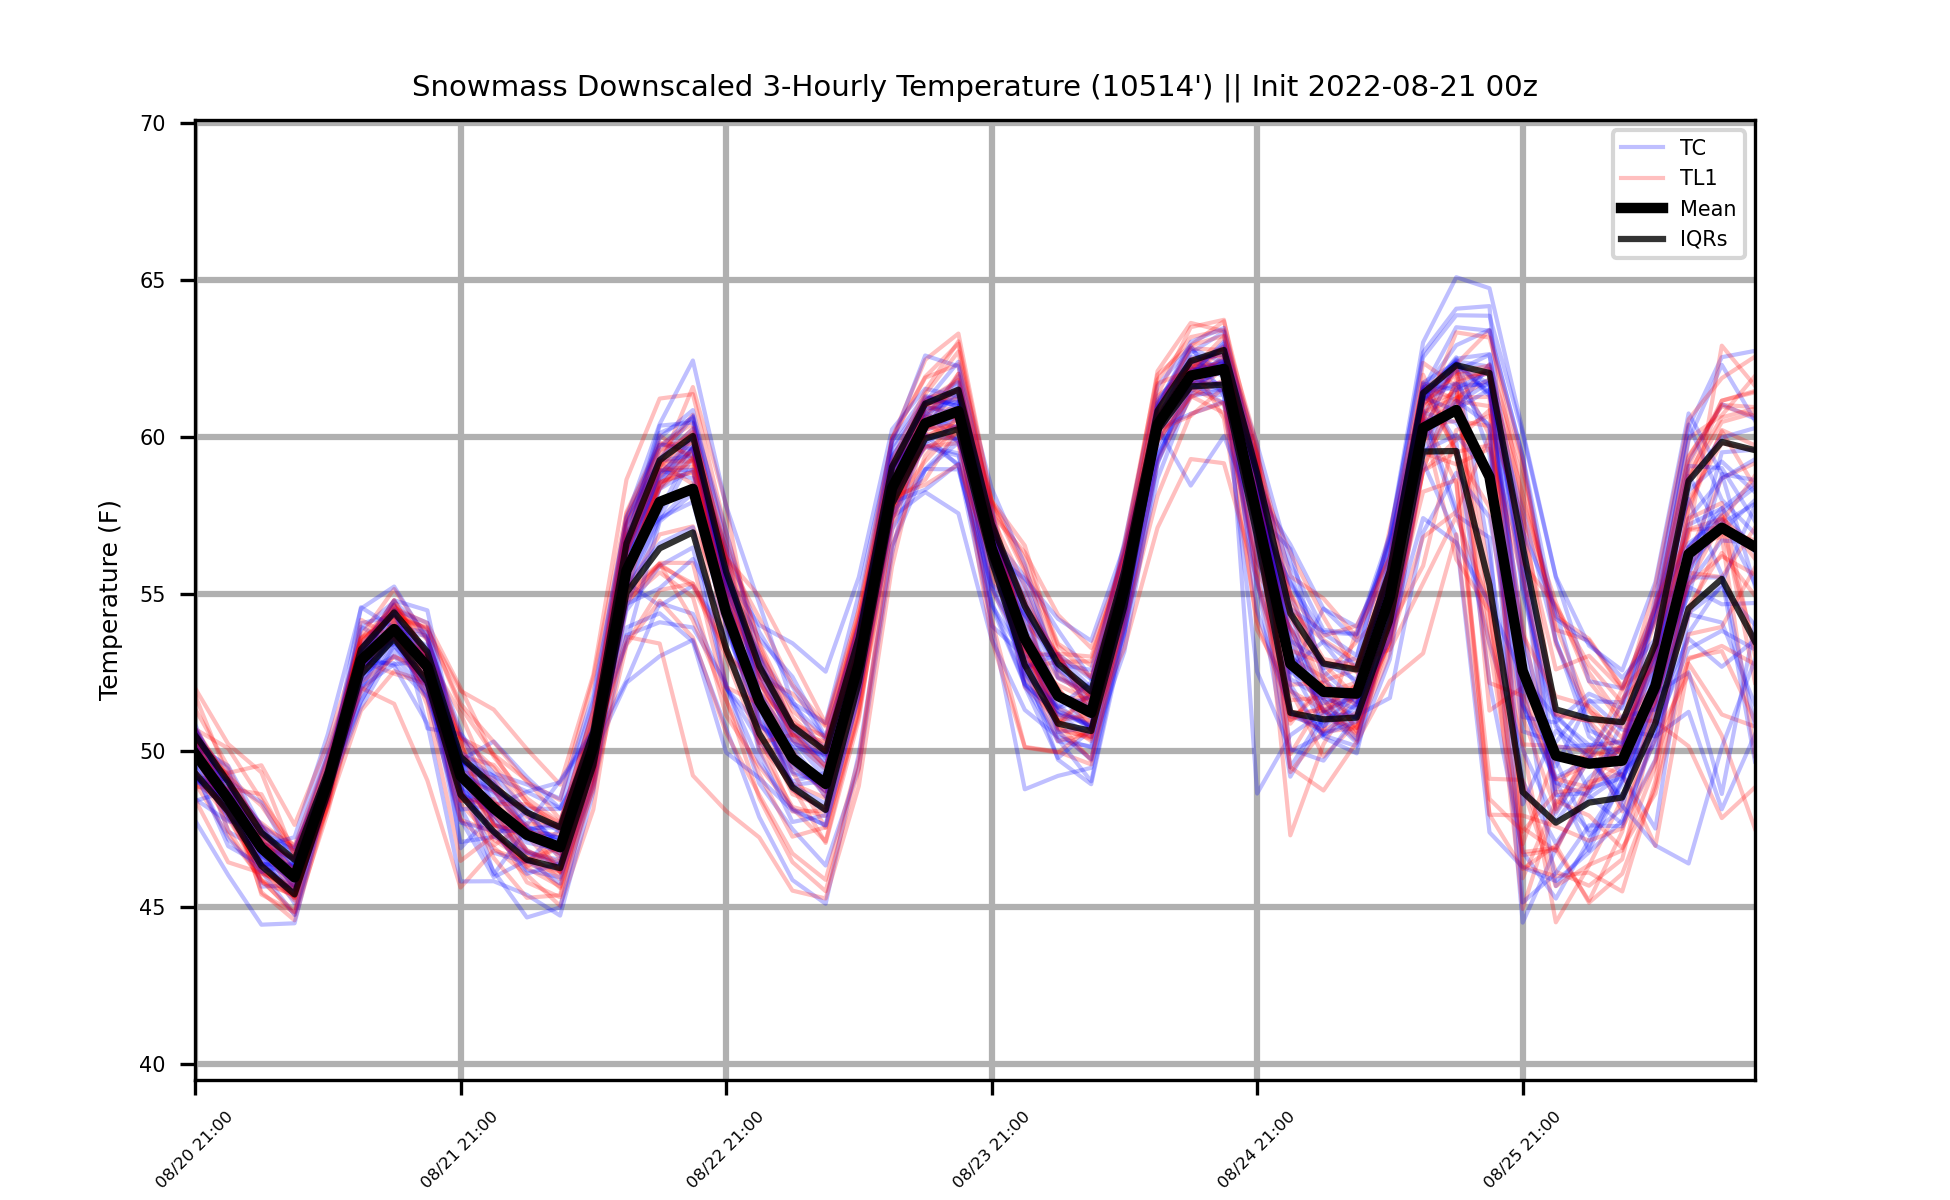 Snowmass Downscaled 3-Hourly Temperature (10514') || Init 2022-08-21 00z
70
65
60
55
50
45
40
Temperature (F)
TC
TL1
Mean
IQRs
08/20 21:00
08/21 21:00
08/22 21:00
08/23 21:00
08/24 21:00
08/25 21:00